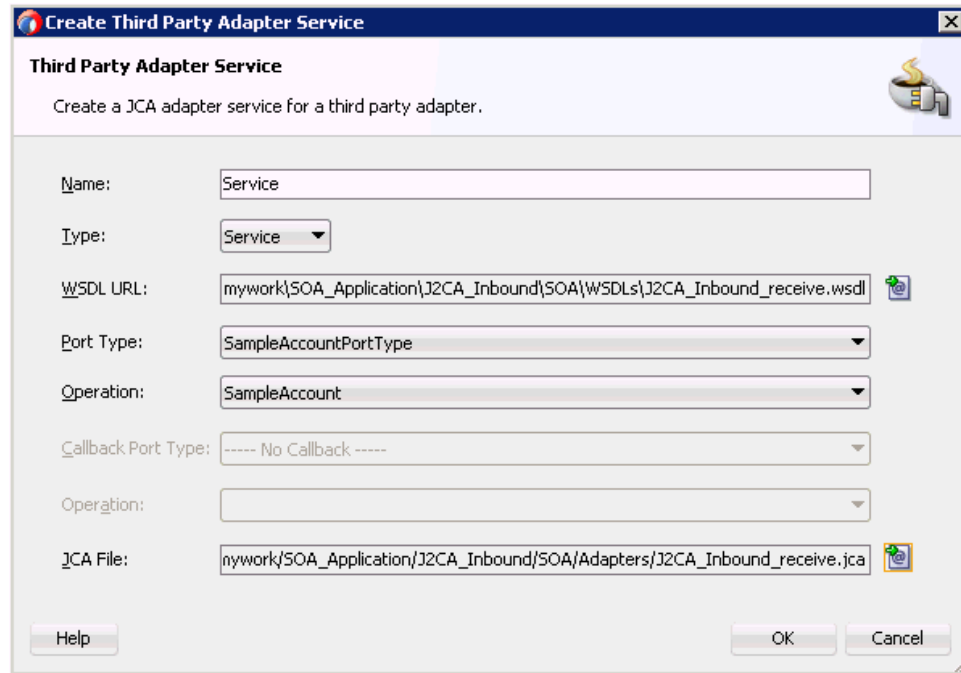 Create Third Party Adapter Service
Third Party Adapter Service
Create a JCA adapter service for a third party adapter.
Name: Service
Type: Service
WSDL URL: mywork\SOA_Application\J2CA_Inbound\SOA\WSDLs\J2CA_Inbound_receive.wsdl
Port Type: SampleAccountPortType
Operation: SampleAccount
Callback Port Type: ----- No Callback -----
Operation:
JCA File: nywork/SOA_Application/J2CA_Inbound/SOA/Adapters/J2CA_Inbound_receive.jca
Help OK Cancel